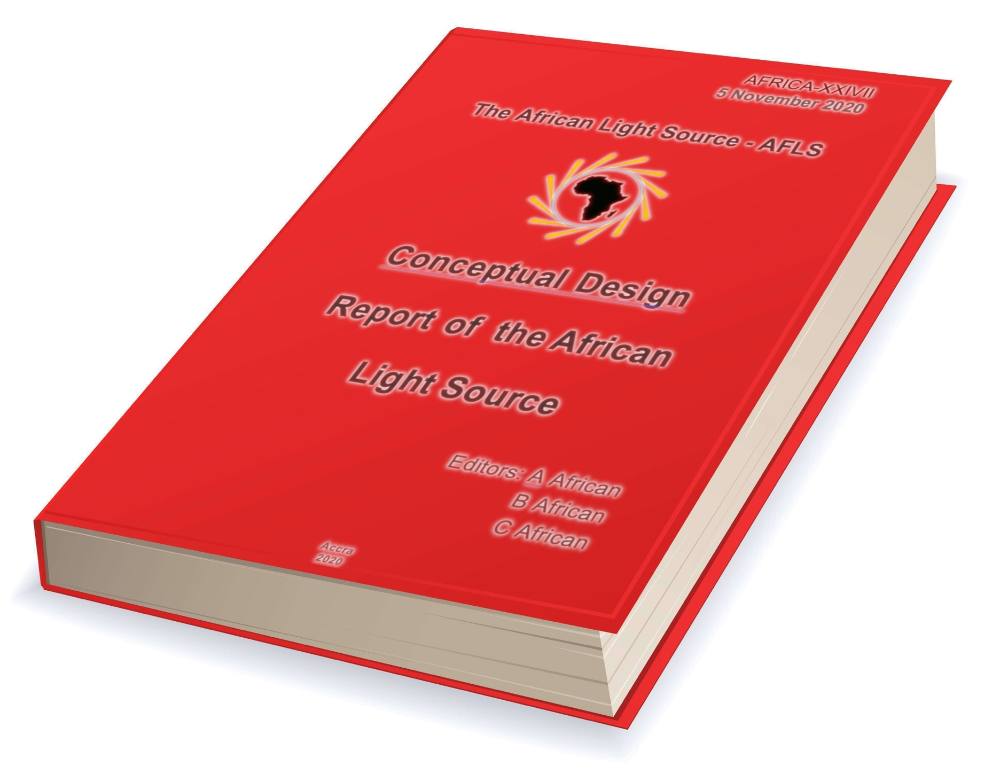 AFRICA-XXIVII
5 November 2020
The African Light Source - AFLS
Conceptual Design
Report of the African
Light Source
Editors: A African
B African
C African
Accra
2020